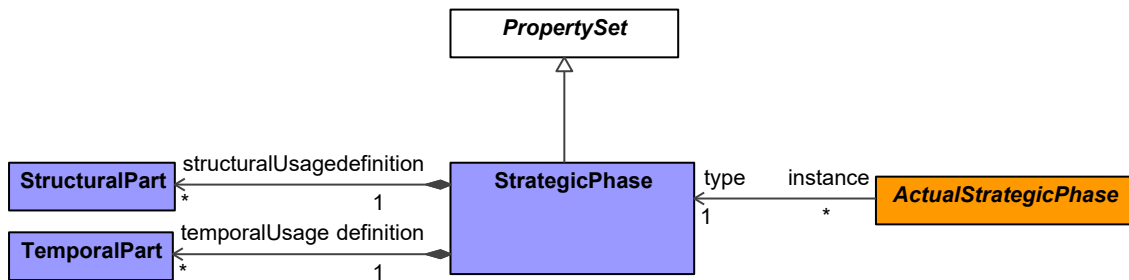 PropertySet
structuralUsagedefinition
StructuralPart
StrategicPhase
type instance
ActualStrategicPhase
* 1
1 *
temporalUsage definition
TemporalPart
* 1